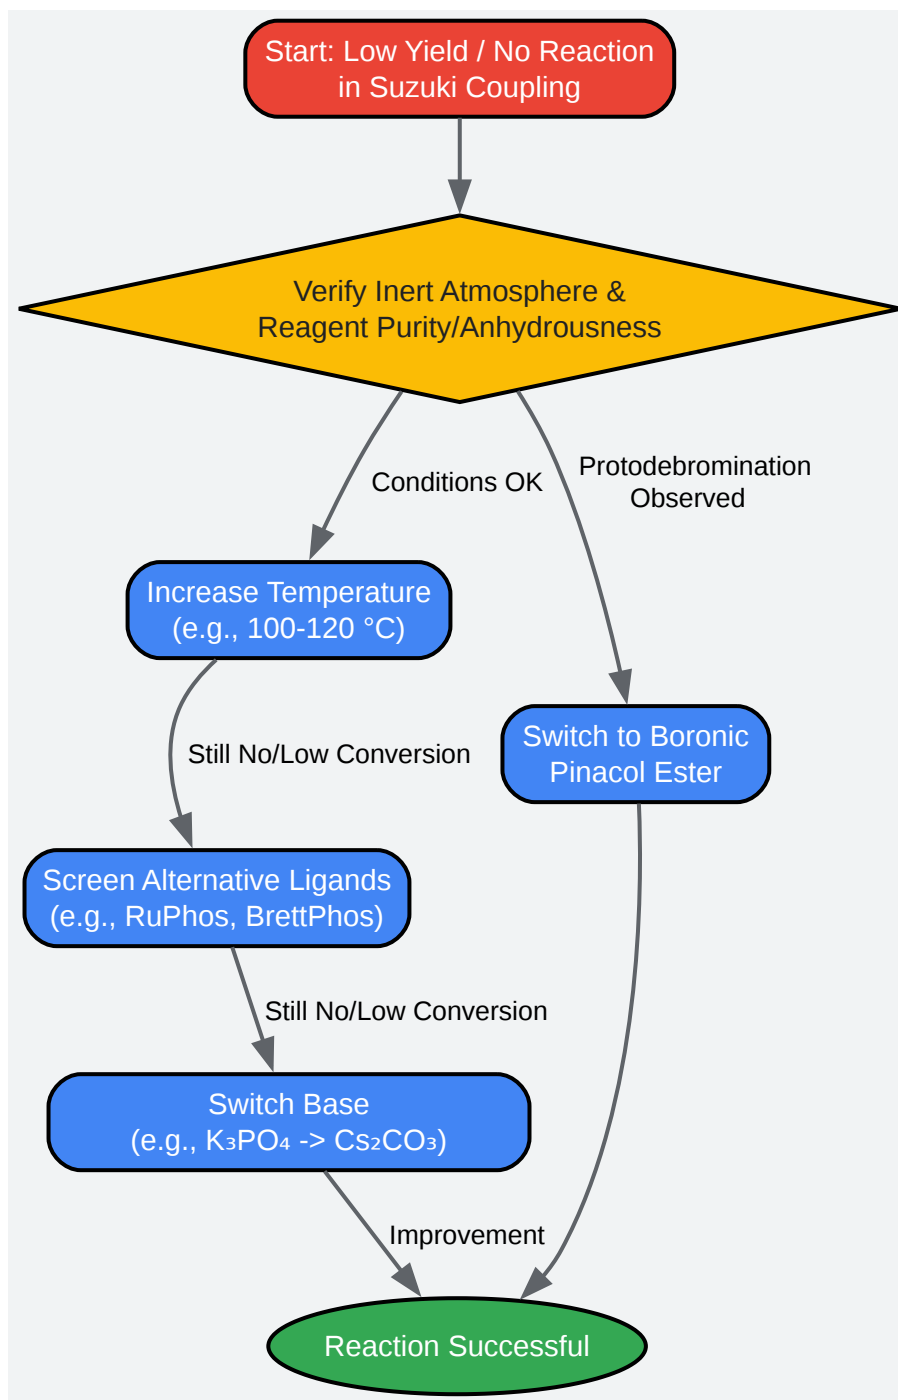 Start: Low Yield / No Reaction
in Suzuki Coupling
Verify Inert Atmosphere &
Reagent Purity/Anhydrousness
Conditions OK
Protodebromination
Observed
Increase Temperature
(e.g., 100-120 °C)
Switch to Boronic
Pinacol Ester
Still No/Low Conversion
Screen Alternative Ligands
(e.g., RuPhos, BrettPhos)
Still No/Low Conversion
Switch Base
(e.g., K₃PO₄ -> Cs₂CO₃)
Improvement
Reaction Successful